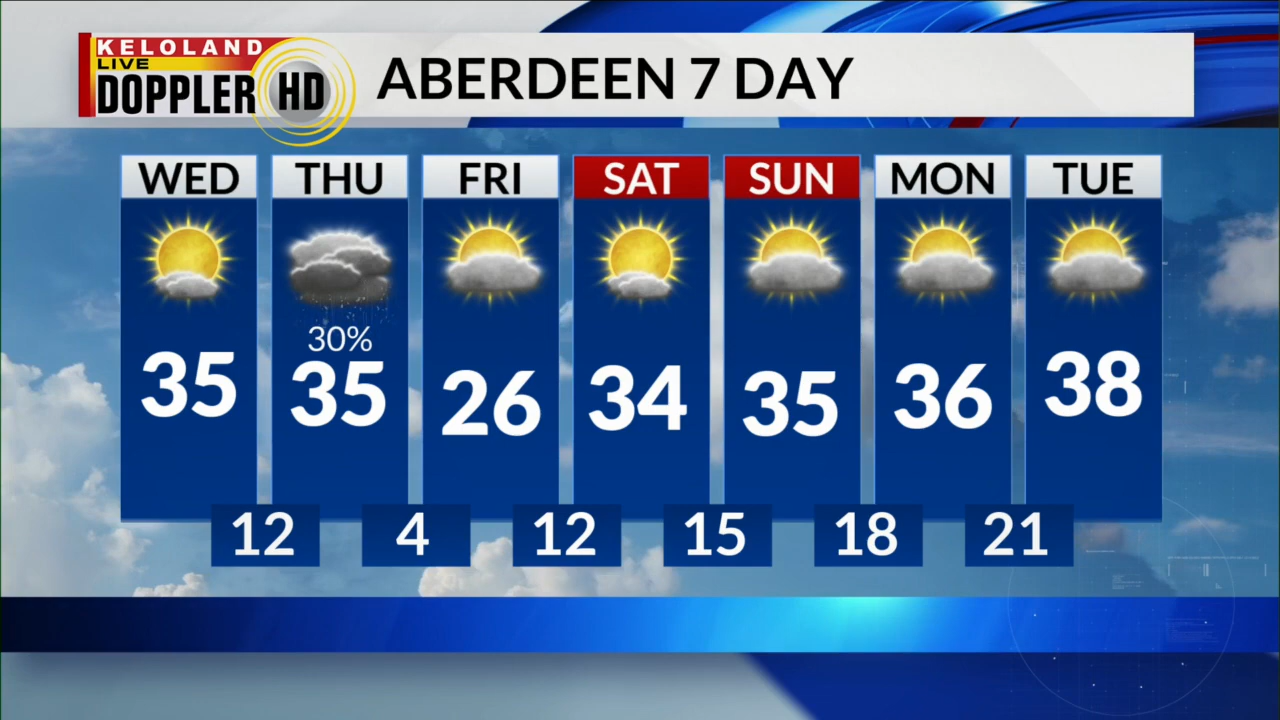 KELOLAND
LIVE
DOPPLER HD
ABERDEEN 7 DAY
WED THU FRI SAT SUN MON TUE
30%
35 35 26 34 35 36 38
12 4 12 15 18 21